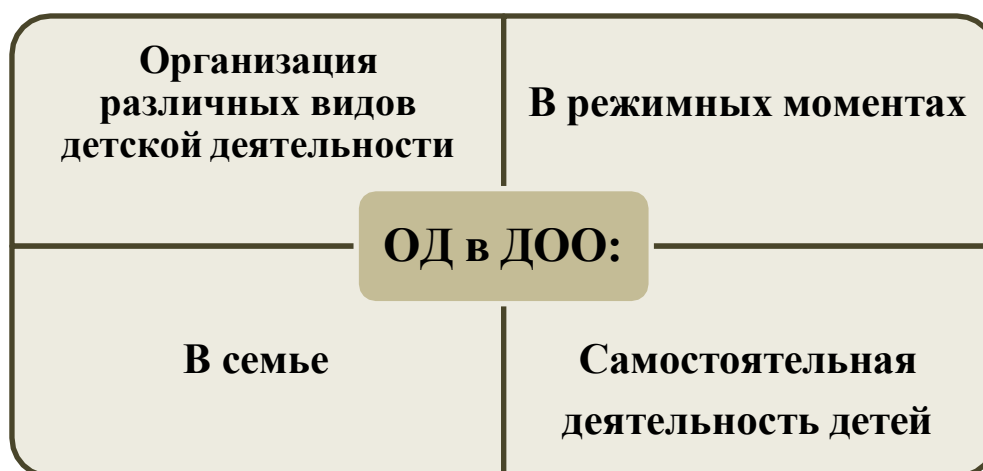 Организация
различных видов
детской деятельности
В режимных моментах
ОД в ДОО:
В семье
Самостоятельная
деятельность детей